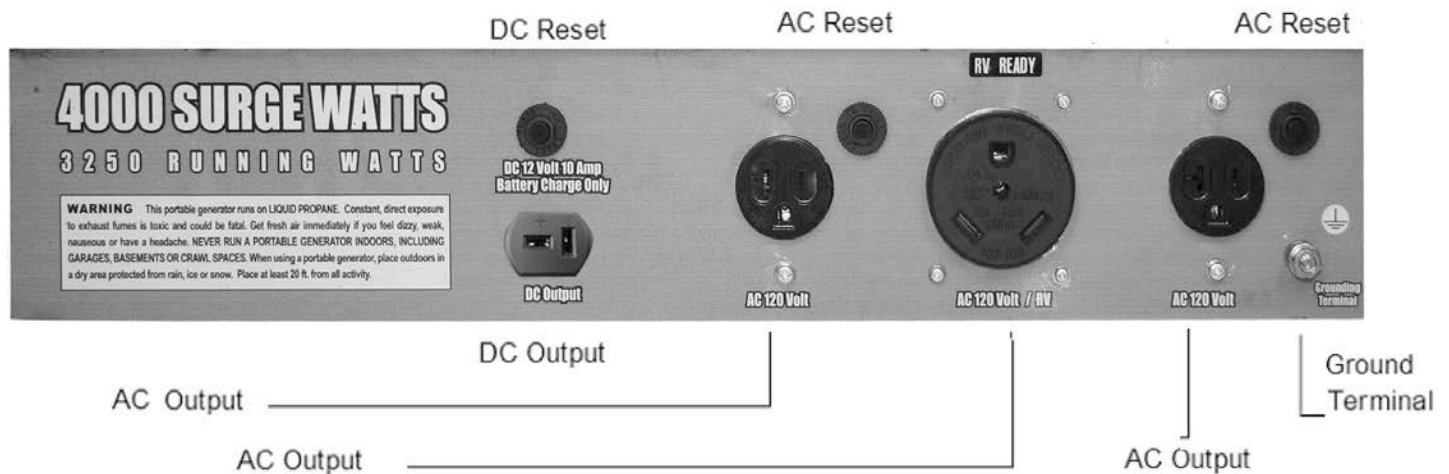 DC Reset
AC Reset
AC Reset
RV READY
4000 SURGE WATTS
3250 RUNNING WATTS
DC 12 Volt 10 Amp
Battery Charge Only
WARNING This portable generator runs on LIQUID PROPANE. Constant, direct exposure
to exhaust fumes is toxic and could be fatal. Get fresh air immediately if you feel dizzy, weak,
nauseous or have a headache. NEVER RUN A PORTABLE GENERATOR INDOORS, INCLUDING
GARAGES, BASEMENTS OR CRAWL SPACES. When using a portable generator, place outdoors in
a dry area protected from rain, ice or snow. Place at least 20 ft. from all activity.
+
DC Output
AC 120 Volt
AC 120 Volt / RV
AC 120 Volt
Grounding
Terminal
DC Output
Ground
Terminal
AC Output
AC Output
AC Output